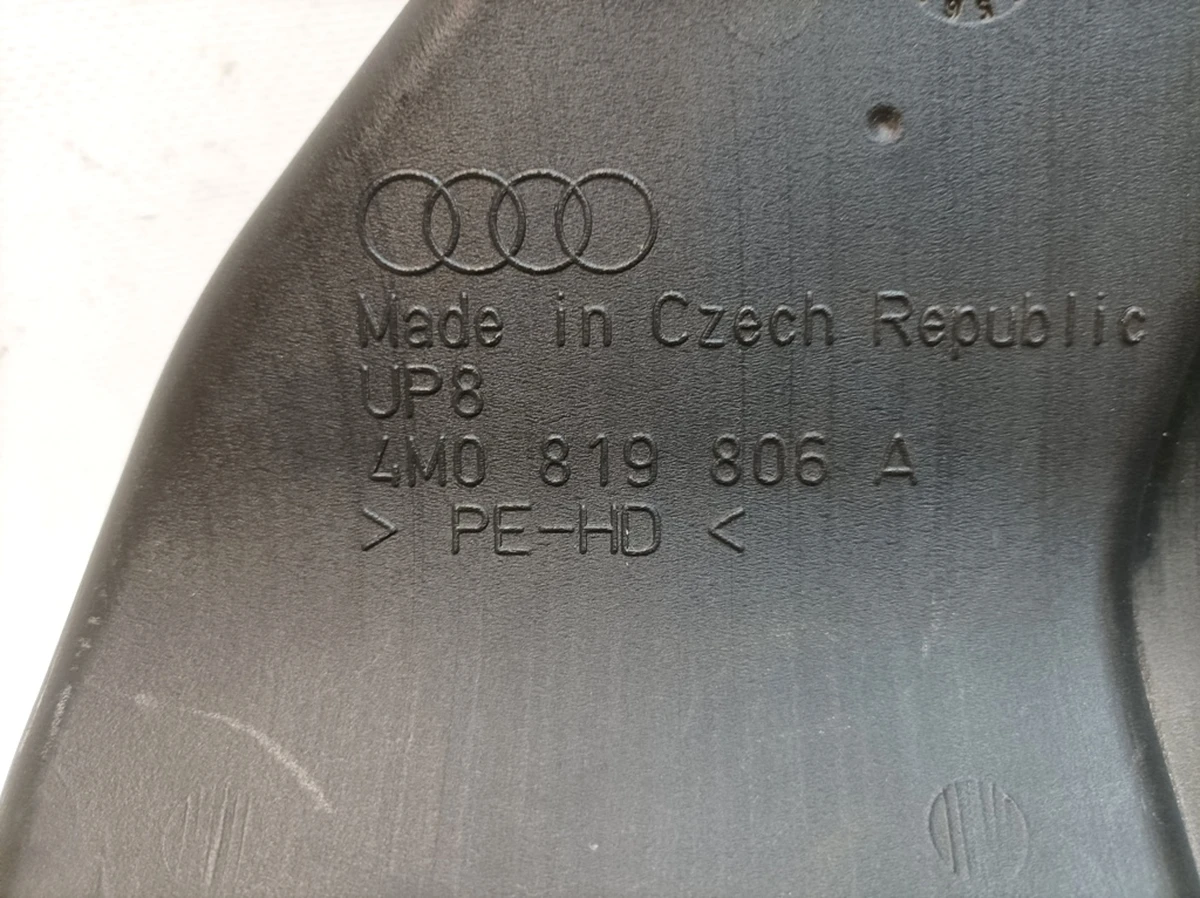 Made in Czech Republic
UP8
4M0 819 806 A
> PE-HD <